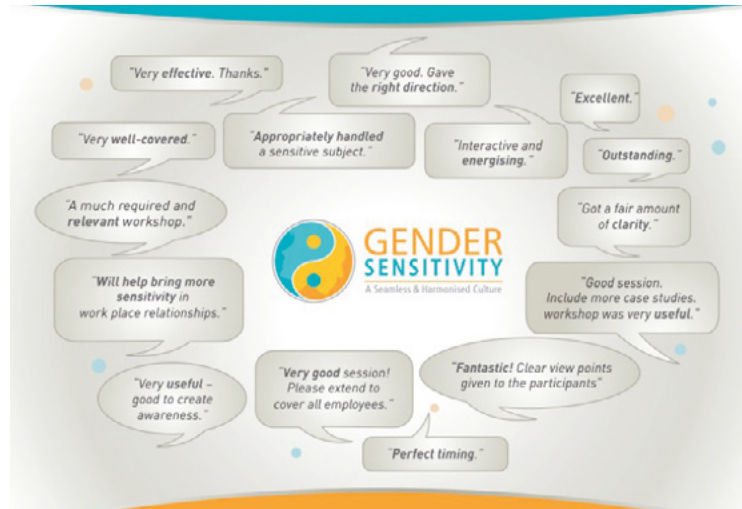 "Very effective. Thanks."
"Very good. Gave
the right direction."
"Excellent."
"Very well-covered."
"Appropriately handled
a sensitive subject."
"Interactive and
energising."
"Outstanding."
"A much required and
relevant workshop."
"Got a fair amount
of clarity."
GENDER
SENSITIVITY
A Seamless & Harmonised Culture
"Will help bring more
sensitivity in
work place relationships."
"Good session.
Include more case studies.
workshop was very useful."
"Very useful –
good to create
awareness."
"Very good session!
Please extend to
cover all employees."
"Fantastic! Clear view points
given to the participants"
"Perfect timing."